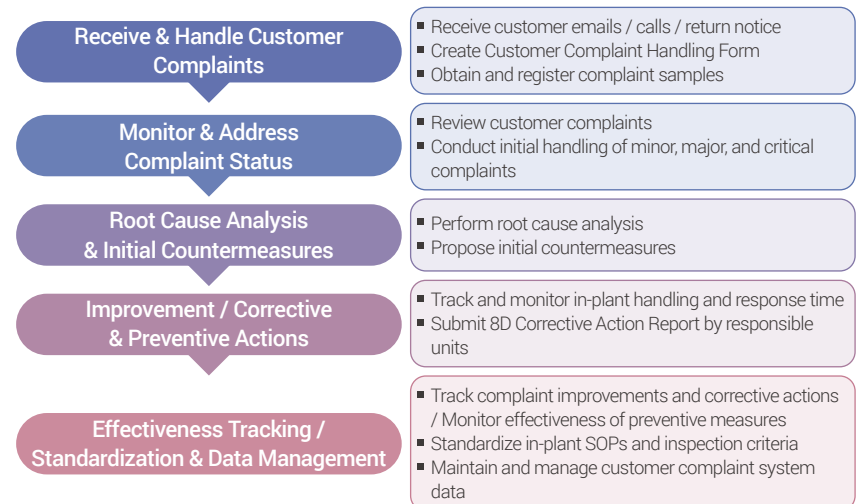 Receive & Handle Customer
Complaints
▪ Receive customer emails / calls / return notice
▪ Create Customer Complaint Handling Form
▪ Obtain and register complaint samples
Monitor & Address
Complaint Status
▪ Review customer complaints
▪ Conduct initial handling of minor, major, and critical
complaints
Root Cause Analysis
& Initial Countermeasures
▪ Perform root cause analysis
▪ Propose initial countermeasures
Improvement / Corrective
& Preventive Actions
▪ Track and monitor in-plant handling and response time
▪ Submit 8D Corrective Action Report by responsible
units
Effectiveness Tracking /
Standardization & Data Management
▪ Track complaint improvements and corrective actions
/ Monitor effectiveness of preventive measures
▪ Standardize in-plant SOPs and inspection criteria
▪ Maintain and manage customer complaint system
data